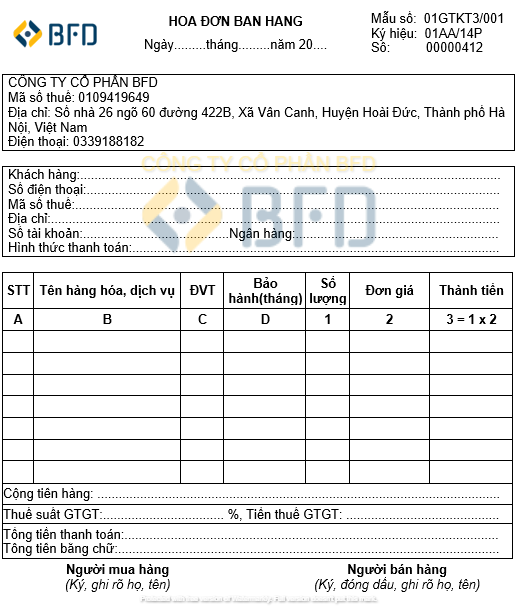 BFD
HOA ĐƠN BAN HANG
Ngày.........tháng.........năm 20....
Mẫu số: 01GTKT3/001
Ký hiệu: 01AA/14P
Số: 00000412
CÔNG TY CỔ PHẦN BFD
Mã số thuế: 0109419649
Địa chỉ: Số nhà 26 ngõ 60 đường 422B, Xã Vân Canh, Huyện Hoài Đức, Thành phố Hà
Nội, Việt Nam
Điện thoại: 0339188182
CÔNG TY CỔ PHẦN BFD
BFD
Khách hàng:
Số điện thoại:
Mã số thuế:
Địa chỉ:
Số tài khoản: Ngân hàng:
Hình thức thanh toán:
STT Tên hàng hóa, dịch vụ ĐVT Bảo hành(tháng) Số lượng Đơn giá Thành tiền
A B C D 1 2 3 = 1 x 2
Cộng tiền hàng:
Thuế suất GTGT: %, Tiền thuế GTGT:
Tổng tiền thanh toán:
Tổng tiền bằng chữ:
Người mua hàng Người bán hàng
(Ký, ghi rõ họ, tên) (Ký, đóng dấu, ghi rõ họ, tên)